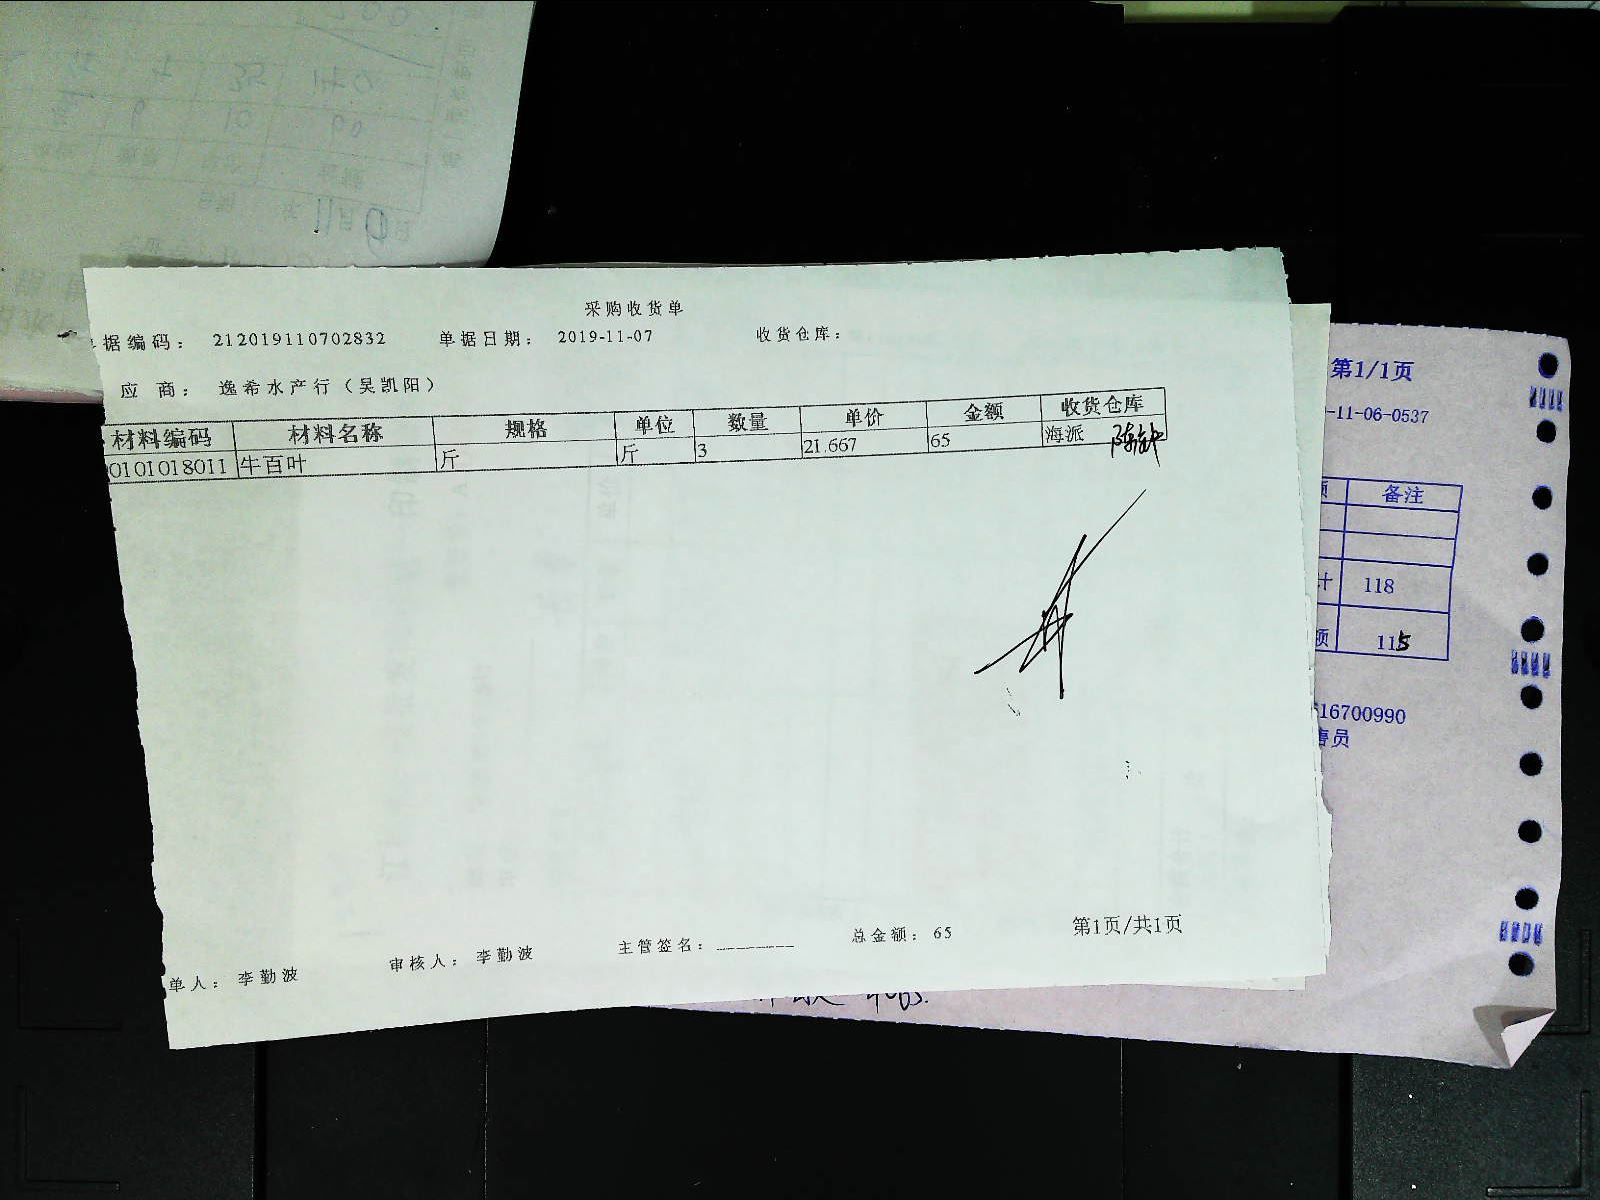 采购收货单
据编码： 212019110702832 单据日期： 2019-11-07 收货仓库：
应 商： 逸希水产行（吴凯阳）
材料编码 材料名称 规格 单位 数量 单价 金额 收货仓库
0101018011 牛百叶 斤 斤 3 21.667 65 海派
单人： 李勤波 审核人： 李勤波 主管签名： 总金额： 65 第1页/共1页
第1/1页
-11-06-0537
额 备注
计 118
额 115
16700990
售员